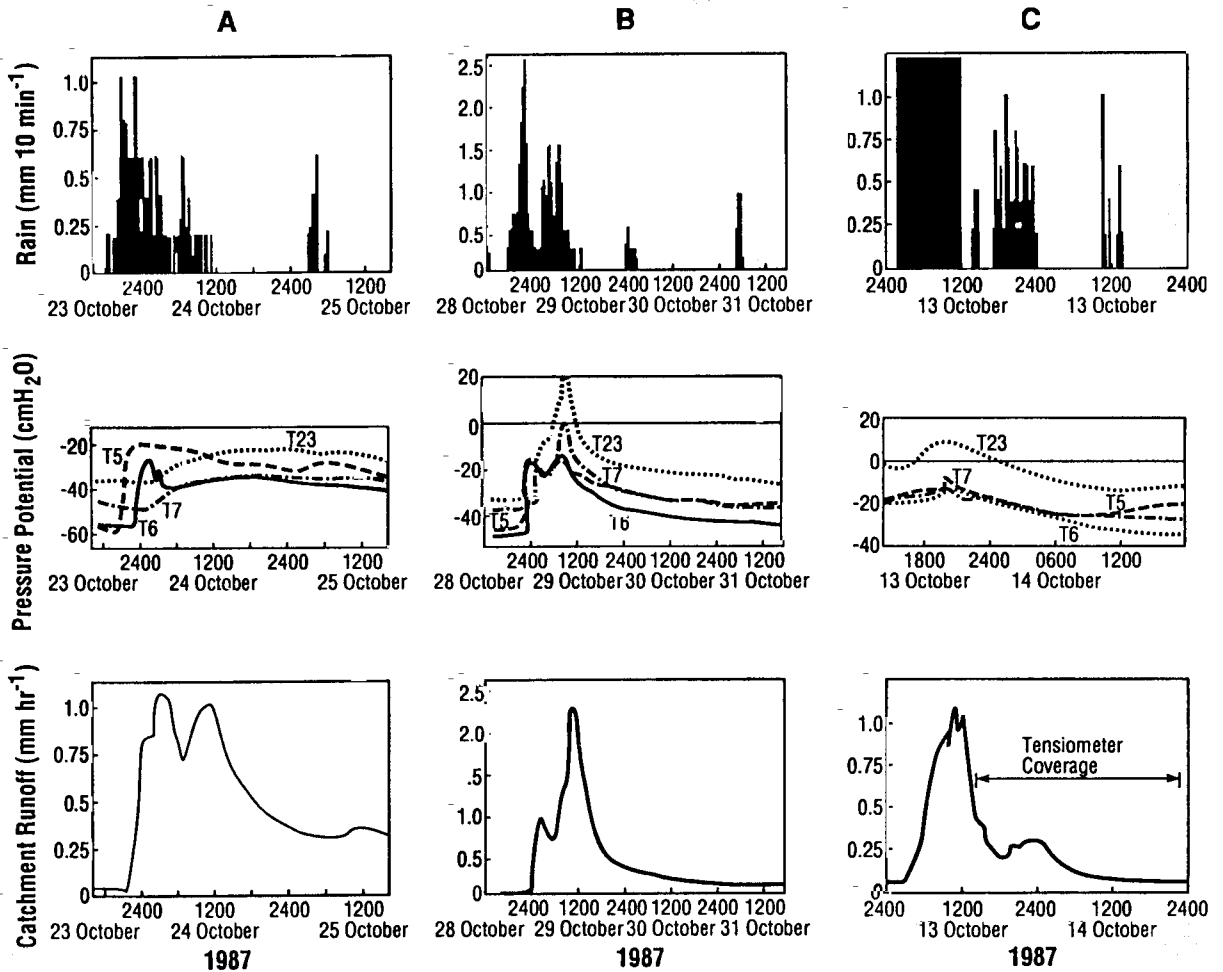 A
B
C
Rain (mm 10 min⁻¹)
1.0
0.75
0.5
0.25
0
2400 1200 2400 1200
23 October 24 October 25 October
2.5
2.0
1.5
1.0
0.5
0
2400 1200 2400 1200 2400 1200
28 October 29 October 30 October 31 October
1.0
0.75
0.5
0.25
0
2400 1200 2400 1200 2400
13 October 13 October
Pressure Potential (cmH₂O)
-20
-40
-60
T5
T23
T7
T6
2400 1200 2400 1200
23 October 24 October 25 October
20
0
-20
-40
T23
T7
T5
T6
2400 1200 2400 1200 2400 1200
28 October 29 October 30 October 31 October
20
0
-20
-40
T23
T7
T5
T6
1800 2400 0600 1200
13 October 14 October
Catchment Runoff (mm hr⁻¹)
1.0
0.75
0.5
0.25
0
2400 1200 2400 1200
23 October 24 October 25 October
1987
2.5
2.0
.5
1.0
0.5
0
2400 1200 2400 1200 2400 1200
28 October 29 October 30 October 31 October
1987
1.0
0.75
0.5
0.25
0
Tensiometer
Coverage
2400 1200 2400 1200 2400
13 October 14 October
1987